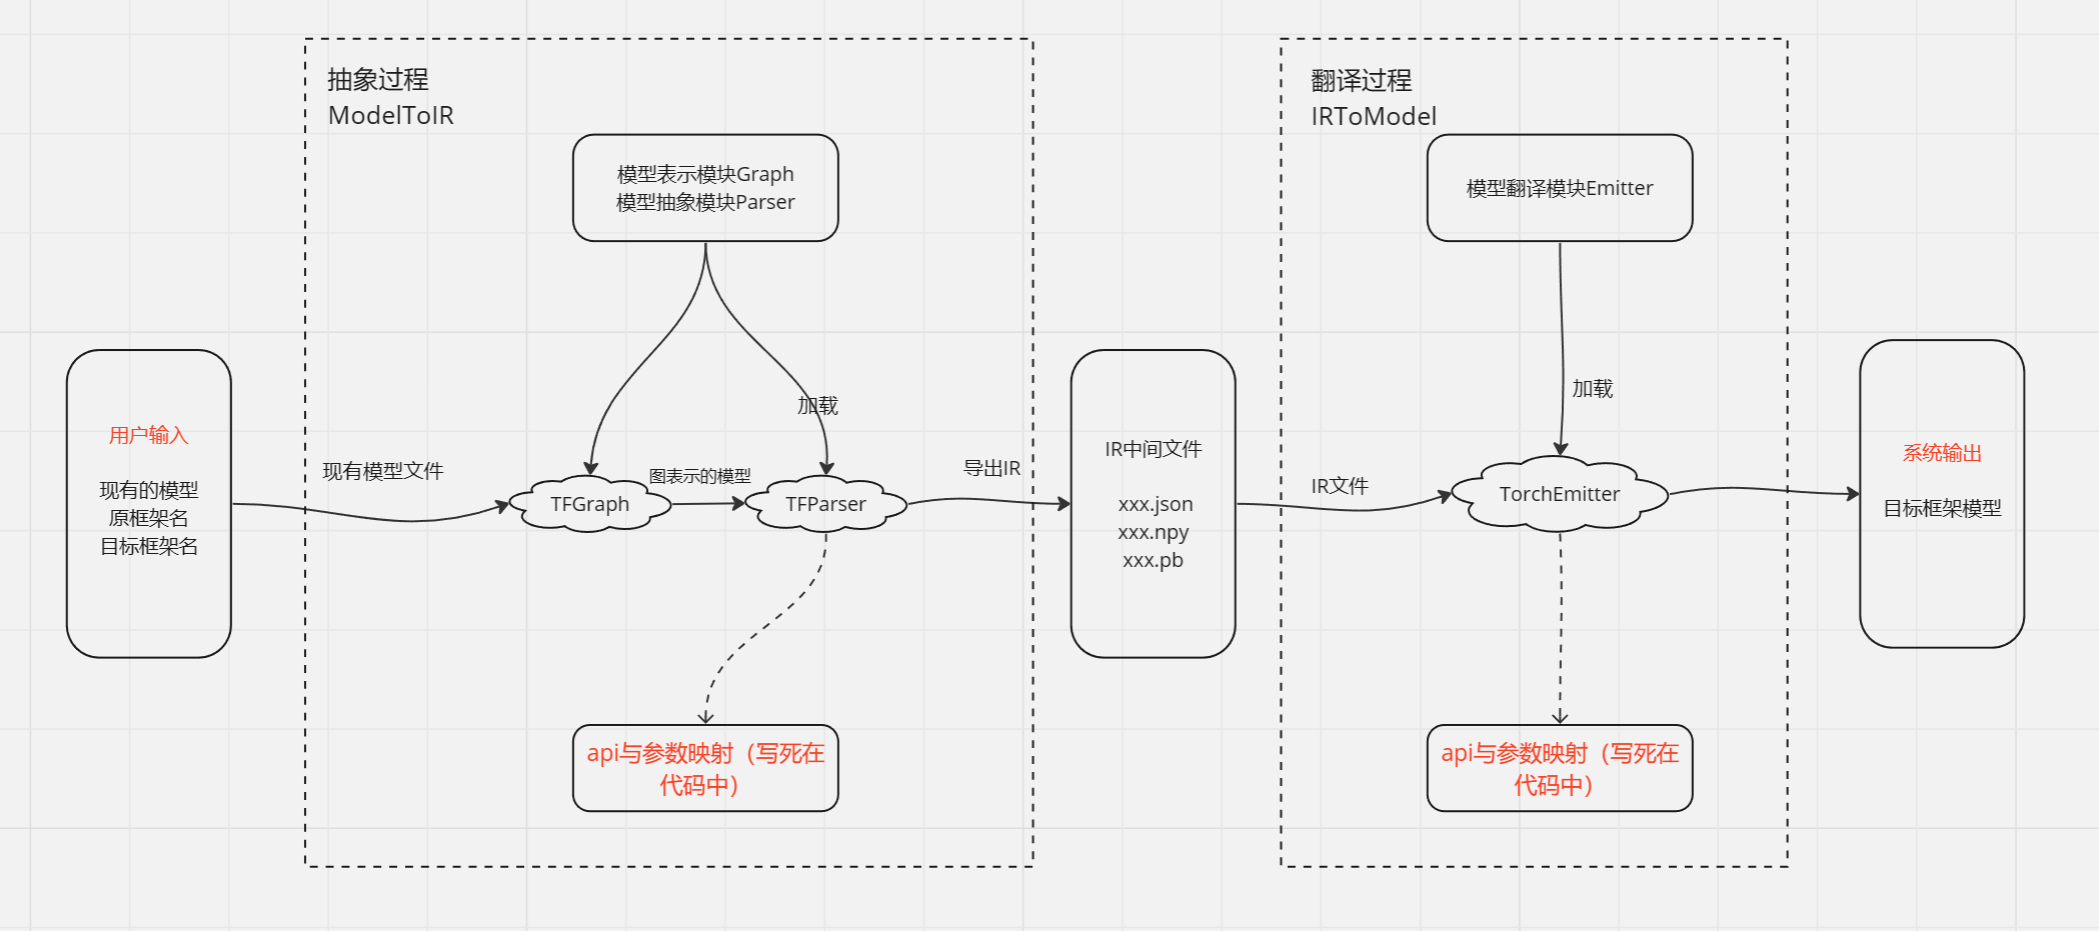 抽象过程
ModelToIR
模型表示模块Graph
模型抽象模块Parser
用户输入
现有的模型
原框架名
目标框架名
现有模型文件
加载
TFGraph
图表示的模型
TFParser
导出IR
api与参数映射（写死在
代码中）
IR中间文件
xxx.json
xxx.npy
xxx.pb
翻译过程
IRToModel
模型翻译模块Emitter
加载
IR文件
TorchEmitter
api与参数映射（写死在
代码中）
系统输出
目标框架模型